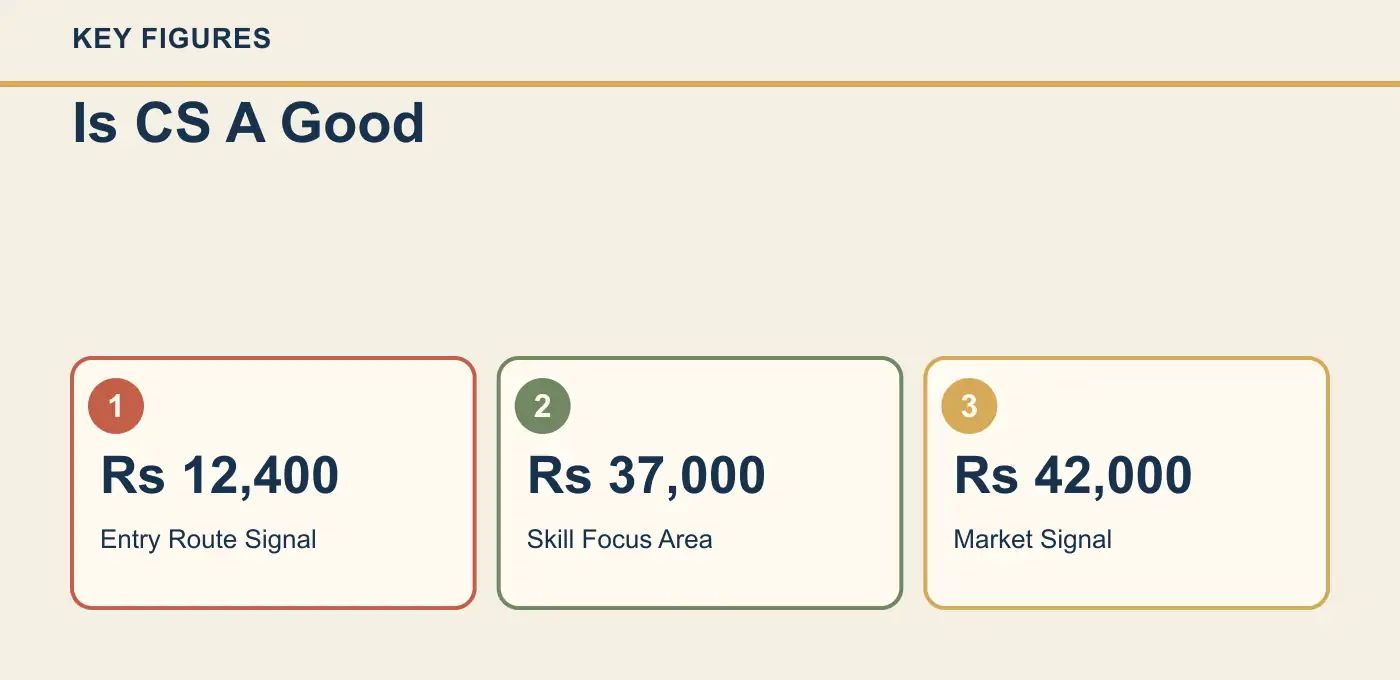 KEY FIGURES
Is CS A Good
1
Rs 12,400
Entry Route Signal
2
Rs 37,000
Skill Focus Area
3
Rs 42,000
Market Signal